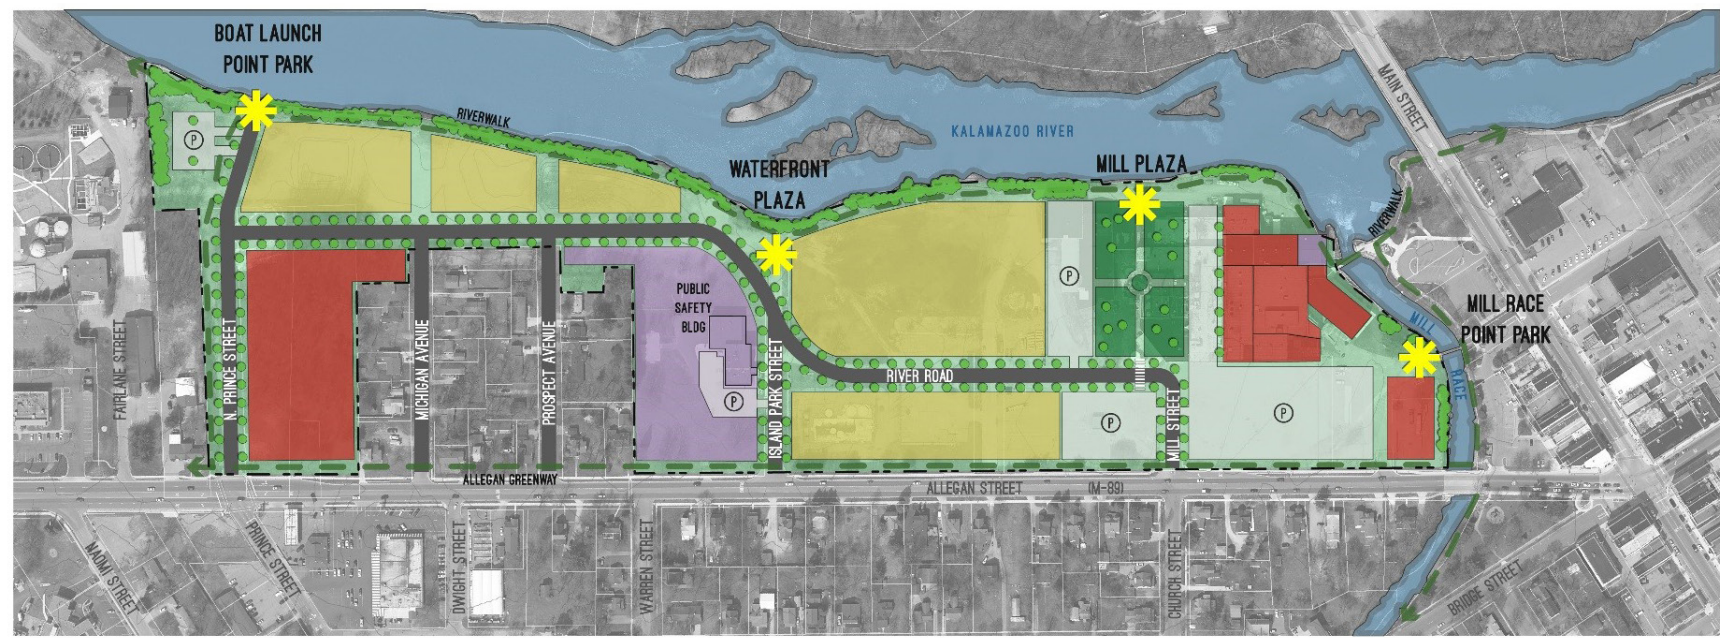 BOAT LAUNCH
POINT PARK
RIVERWALK
KALAMAZOO RIVER
MAIN STREET
WATERFRONT
PLAZA
MILL PLAZA
RIVERWALK
P
P
PUBLIC
SAFETY
BLDG
MILL RACE
POINT PARK
MILL
RACE
FAIRLANE STREET
N. PRINCE STREET
MICHIGAN AVENUE
PROSPECT AVENUE
P
ISLAND PARK STREET
RIVER ROAD
P
MILL STREET
P
ALLEGAN GREENWAY
ALLEGAN STREET
(M-89)
NAOMI STREET
PRINCE STREET
DWIGHT STREET
WARREN STREET
CHURCH STREET
BRIDGE STREET